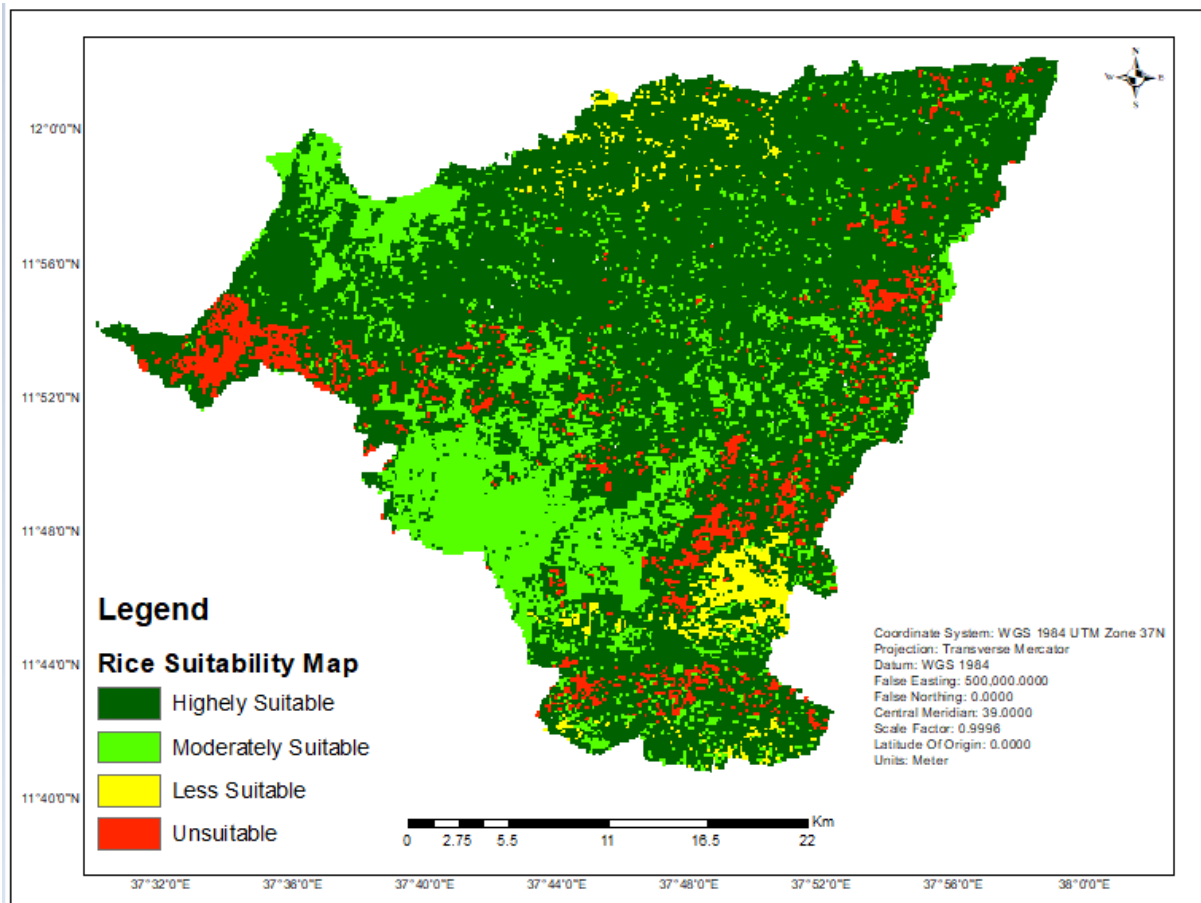 N
W E
S
12°0'0"N
11°56'0"N
11°52'0"N
11°48'0"N
11°44'0"N
11°40'0"N
Legend
Rice Suitability Map
Highely Suitable
Moderately Suitable
Less Suitable
Unsuitable
Coordinate System: WGS 1984 UTM Zone 37N
Projection: Transverse Mercator
Datum: WGS 1984
False Easting: 500,000.0000
False Northing: 0.0000
Central Meridian: 39.0000
Scale Factor: 0.9996
Latitude Of Origin: 0.0000
Units: Meter
Km
0 2.75 5.5 11 16.5 22
37°32'0"E 37°36'0"E 37°40'0"E 37°44'0"E 37°48'0"E 37°52'0"E 37°56'0"E 38°0'0"E